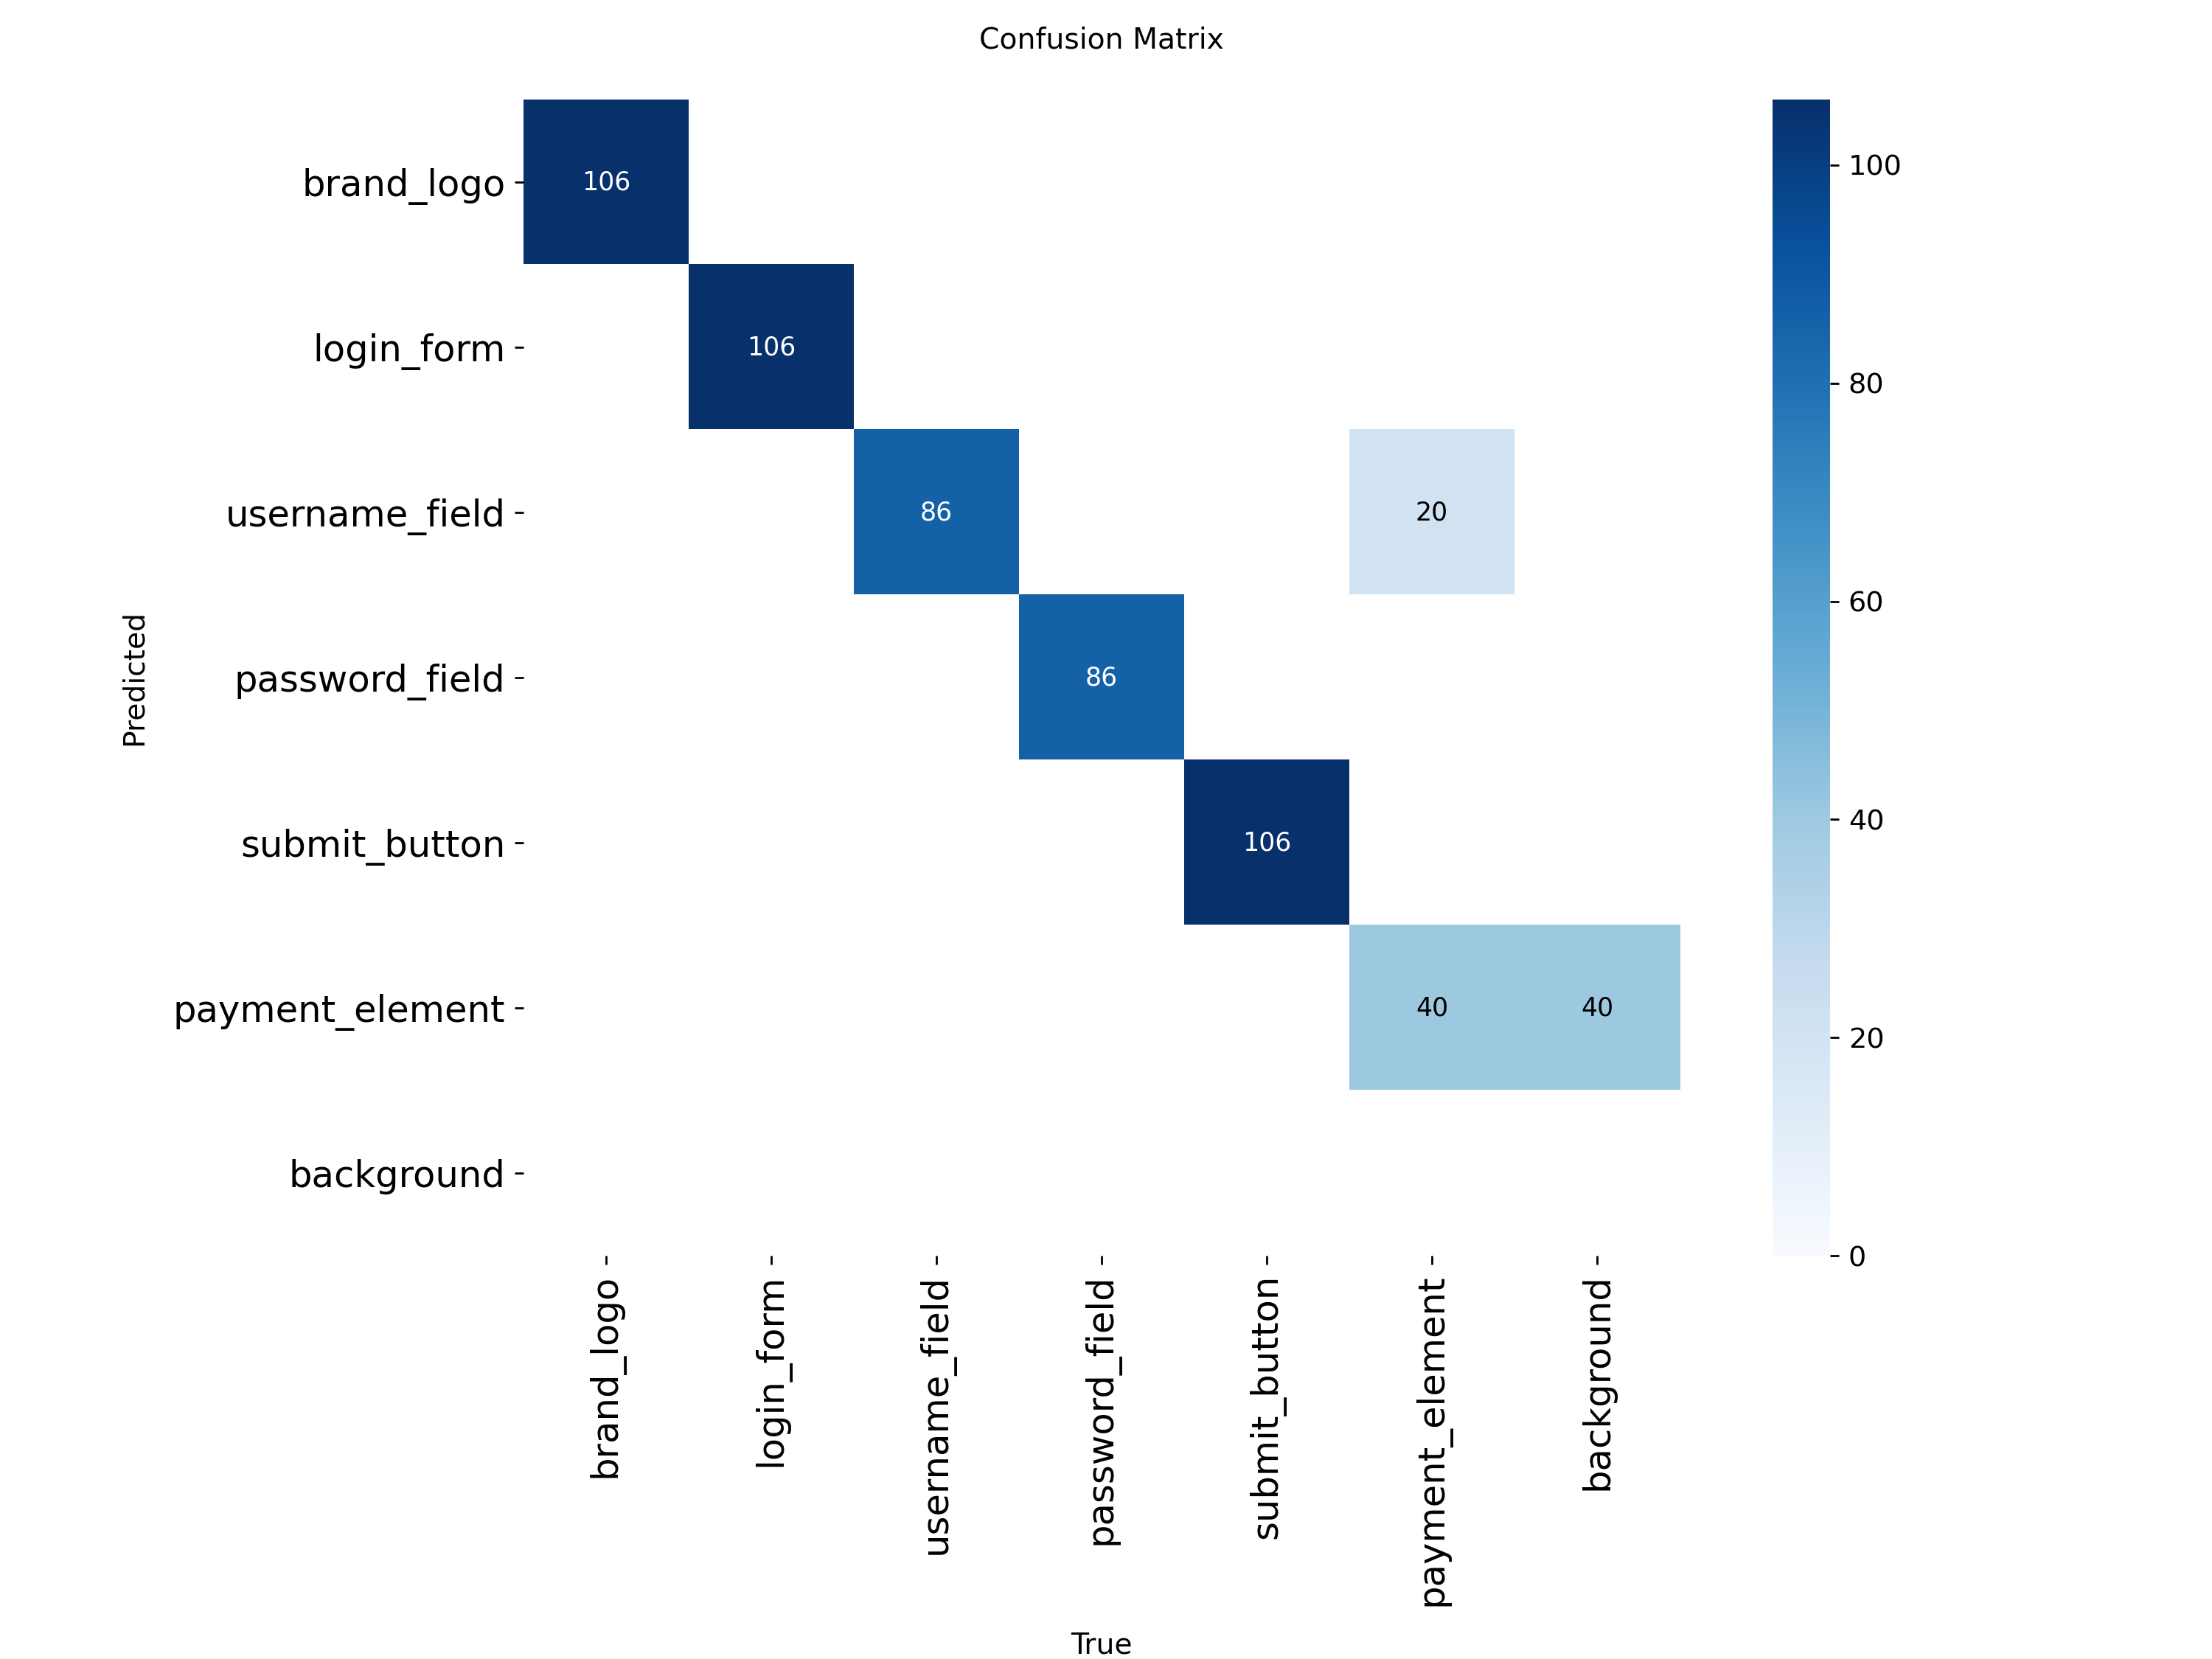 Confusion Matrix
brand_logo
106
100
login_form
106
80
username_field
86
20
60
Predicted
password_field
86
submit_button
106
40
payment_element
40
40
20
background
0
brand_logo
login_form
username_field
password_field
submit_button
payment_element
background
True